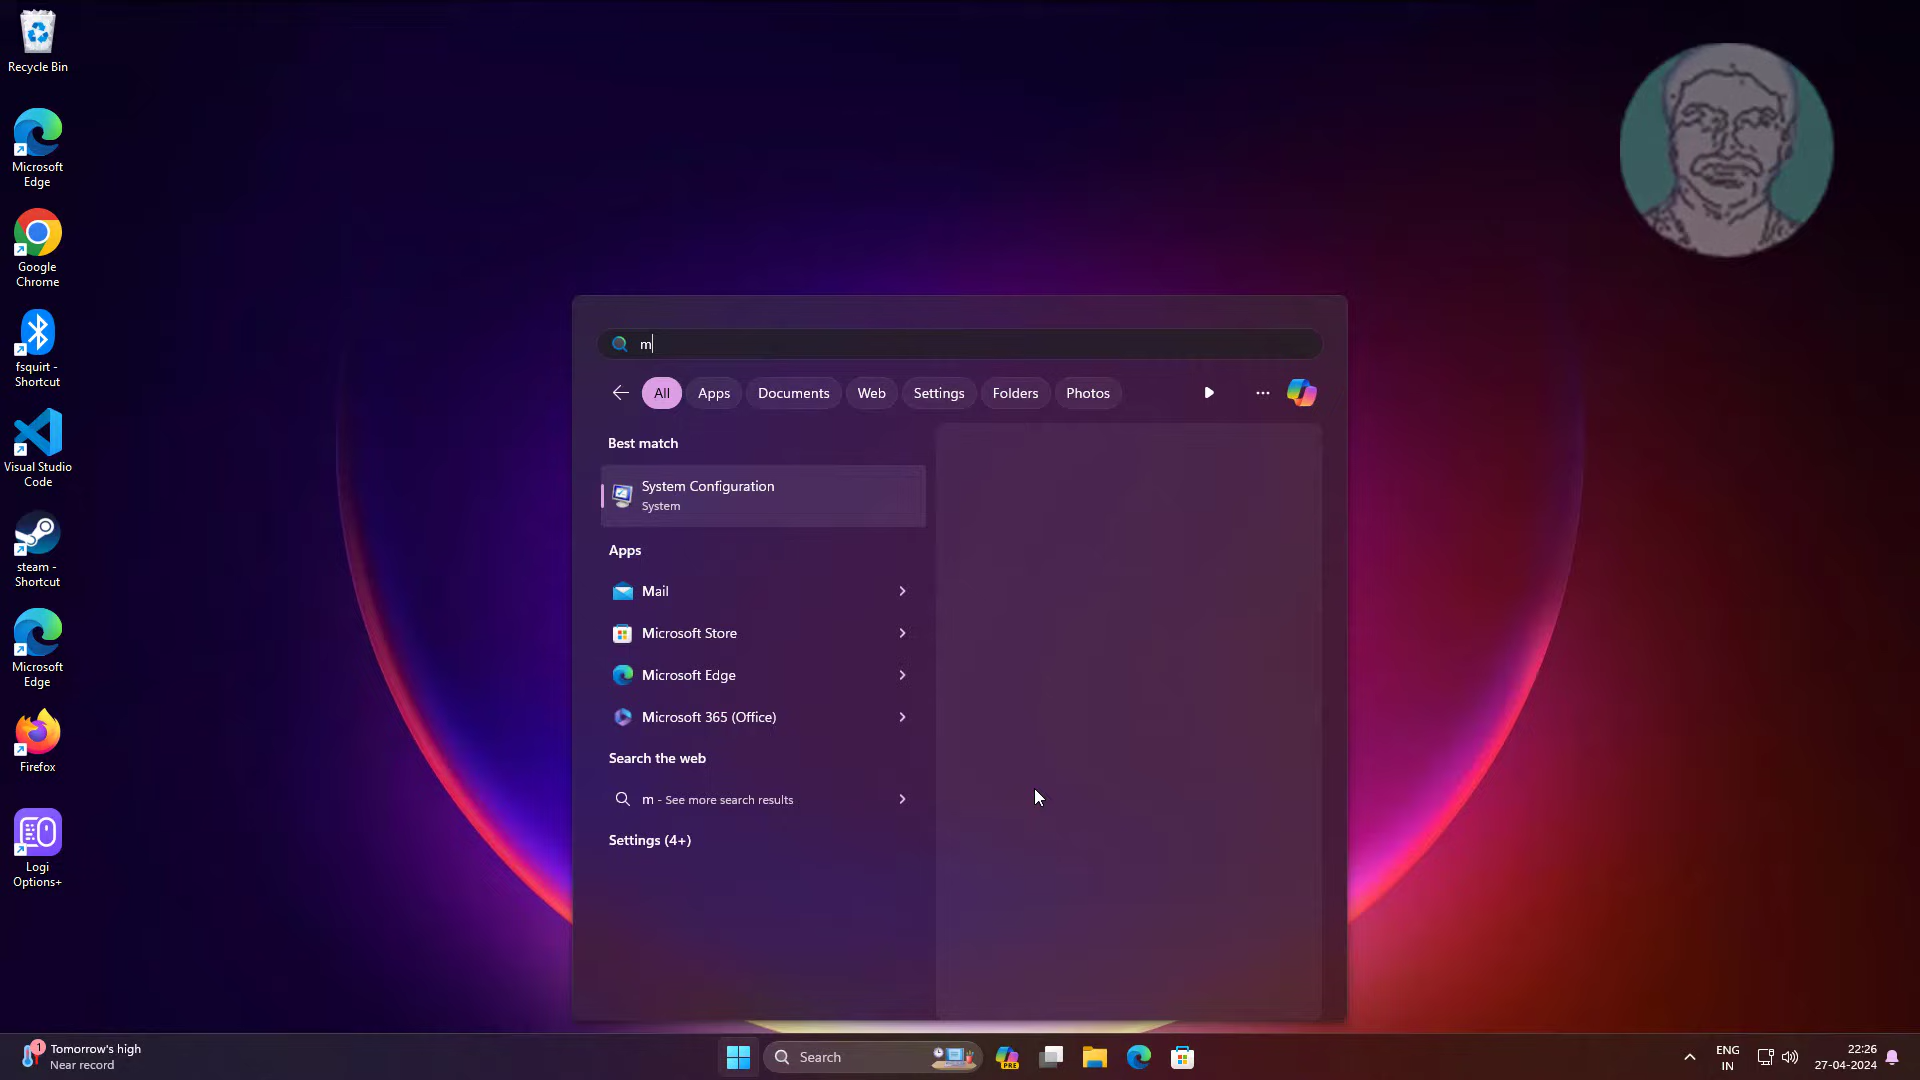 Recycle Bin
Microsoft
Edge
Google
Chrome
fsquirt -
Shortcut
Visual Studio
Code
steam -
Shortcut
Microsoft
Edge
Firefox
Logi
Options+
m
All
Apps
Documents
Web
Settings
Folders
Photos
Best match
System Configuration
System
Apps
Mail
Microsoft Store
Microsoft Edge
Microsoft 365 (Office)
Search the web
m - See more search results
Settings (4+)
1
Tomorrow's high
Near record
Search
PRE
ENG
IN
22:26
27-04-2024